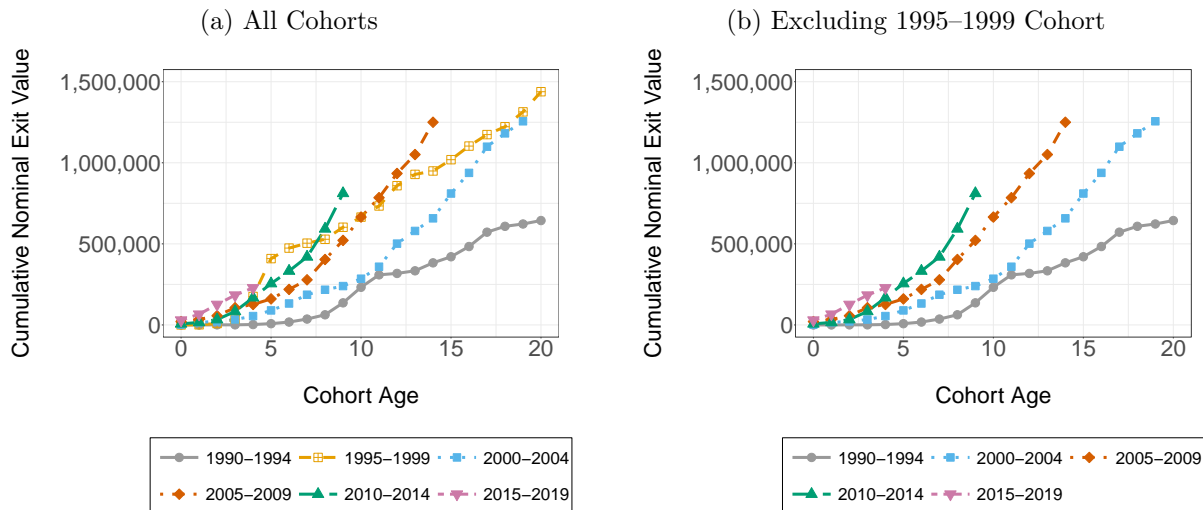 (a) All Cohorts
Cumulative Nominal Exit Value
1,500,000
1,000,000
500,000
0
0 5 10 15 20
Cohort Age
1990–1994 1995–1999 2000–2004
2005–2009 2010–2014 2015–2019
(b) Excluding 1995–1999 Cohort
Cumulative Nominal Exit Value
1,500,000
1,000,000
500,000
0
0 5 10 15 20
Cohort Age
1990–1994 2000–2004 2005–2009
2010–2014 2015–2019